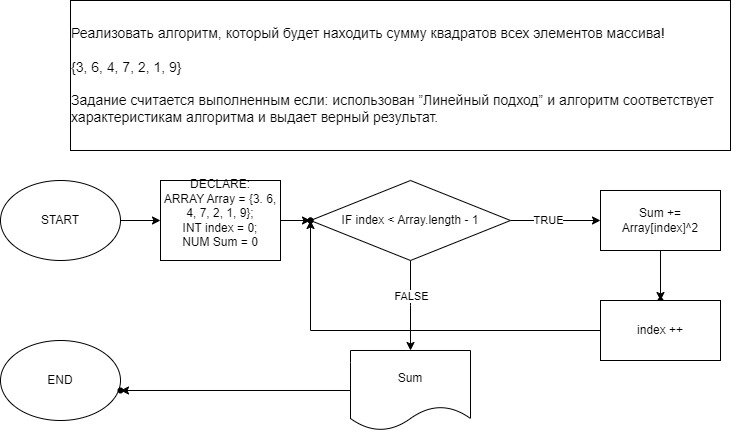 Реализовать алгоритм, который будет находить сумму квадратов всех элементов массива!
{3, 6, 4, 7, 2, 1, 9}
Задание считается выполненным если: использован "Линейный подход" и алгоритм соответствует
характеристикам алгоритма и выдает верный результат.
START
DECLARE:
ARRAY Array = {3. 6,
4, 7, 2, 1, 9};
INT index = 0;
NUM Sum = 0
IF index < Array.length - 1
TRUE
Sum +=
Array[index]^2
FALSE
index ++
END
Sum